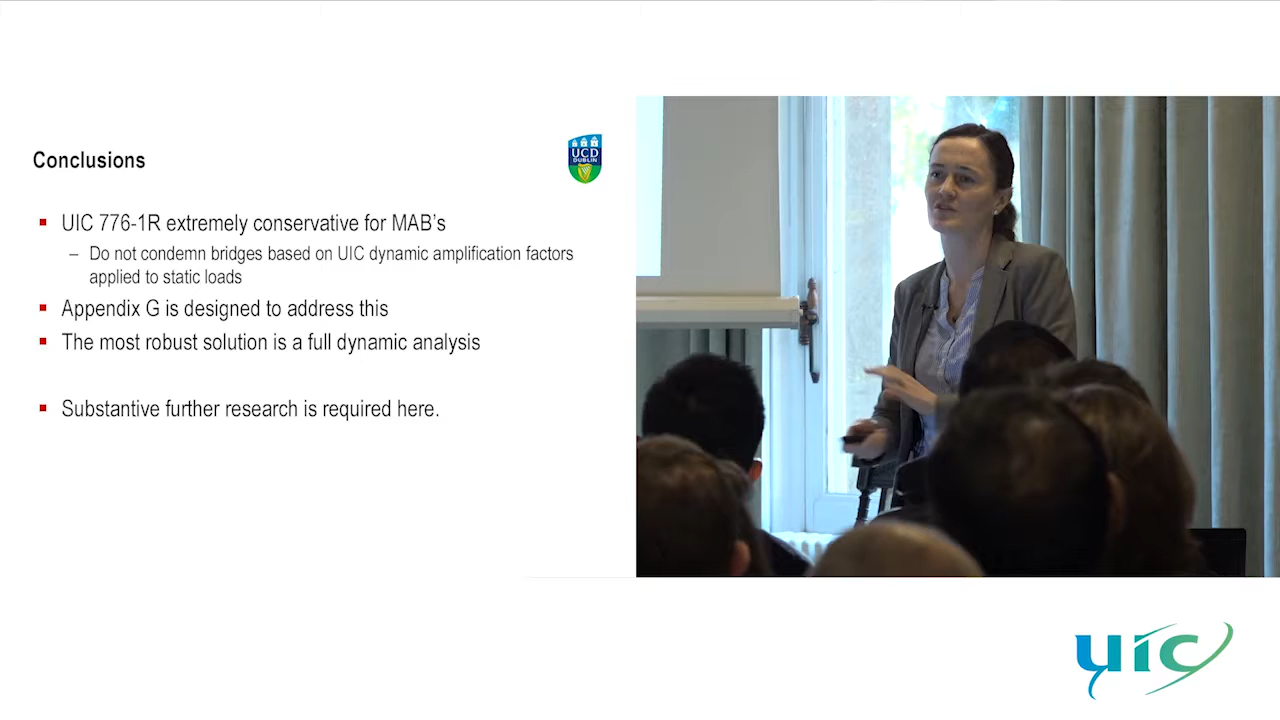 Conclusions
UCD
DUBLIN
▪ UIC 776-1R extremely conservative for MAB's
– Do not condemn bridges based on UIC dynamic amplification factors
applied to static loads
▪ Appendix G is designed to address this
▪ The most robust solution is a full dynamic analysis
▪ Substantive further research is required here.
uic